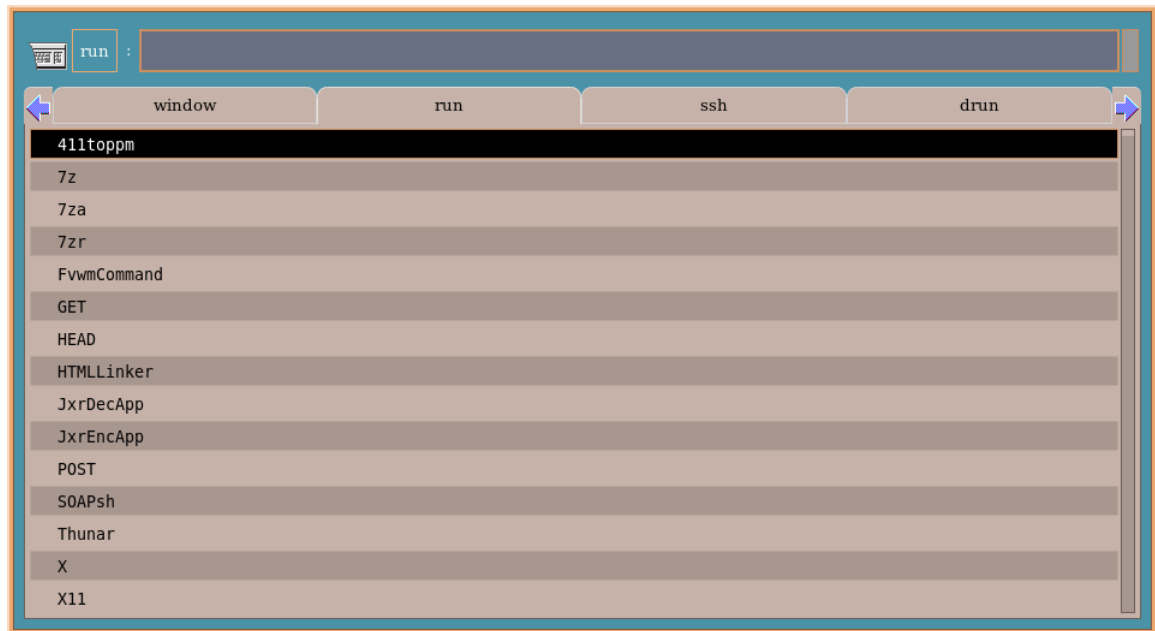 run :
window run ssh drun
411toppm
7z
7za
7zr
FvwmCommand
GET
HEAD
HTMLLinker
JxrDecApp
JxrEncApp
POST
SOAPsh
Thunar
X
X11